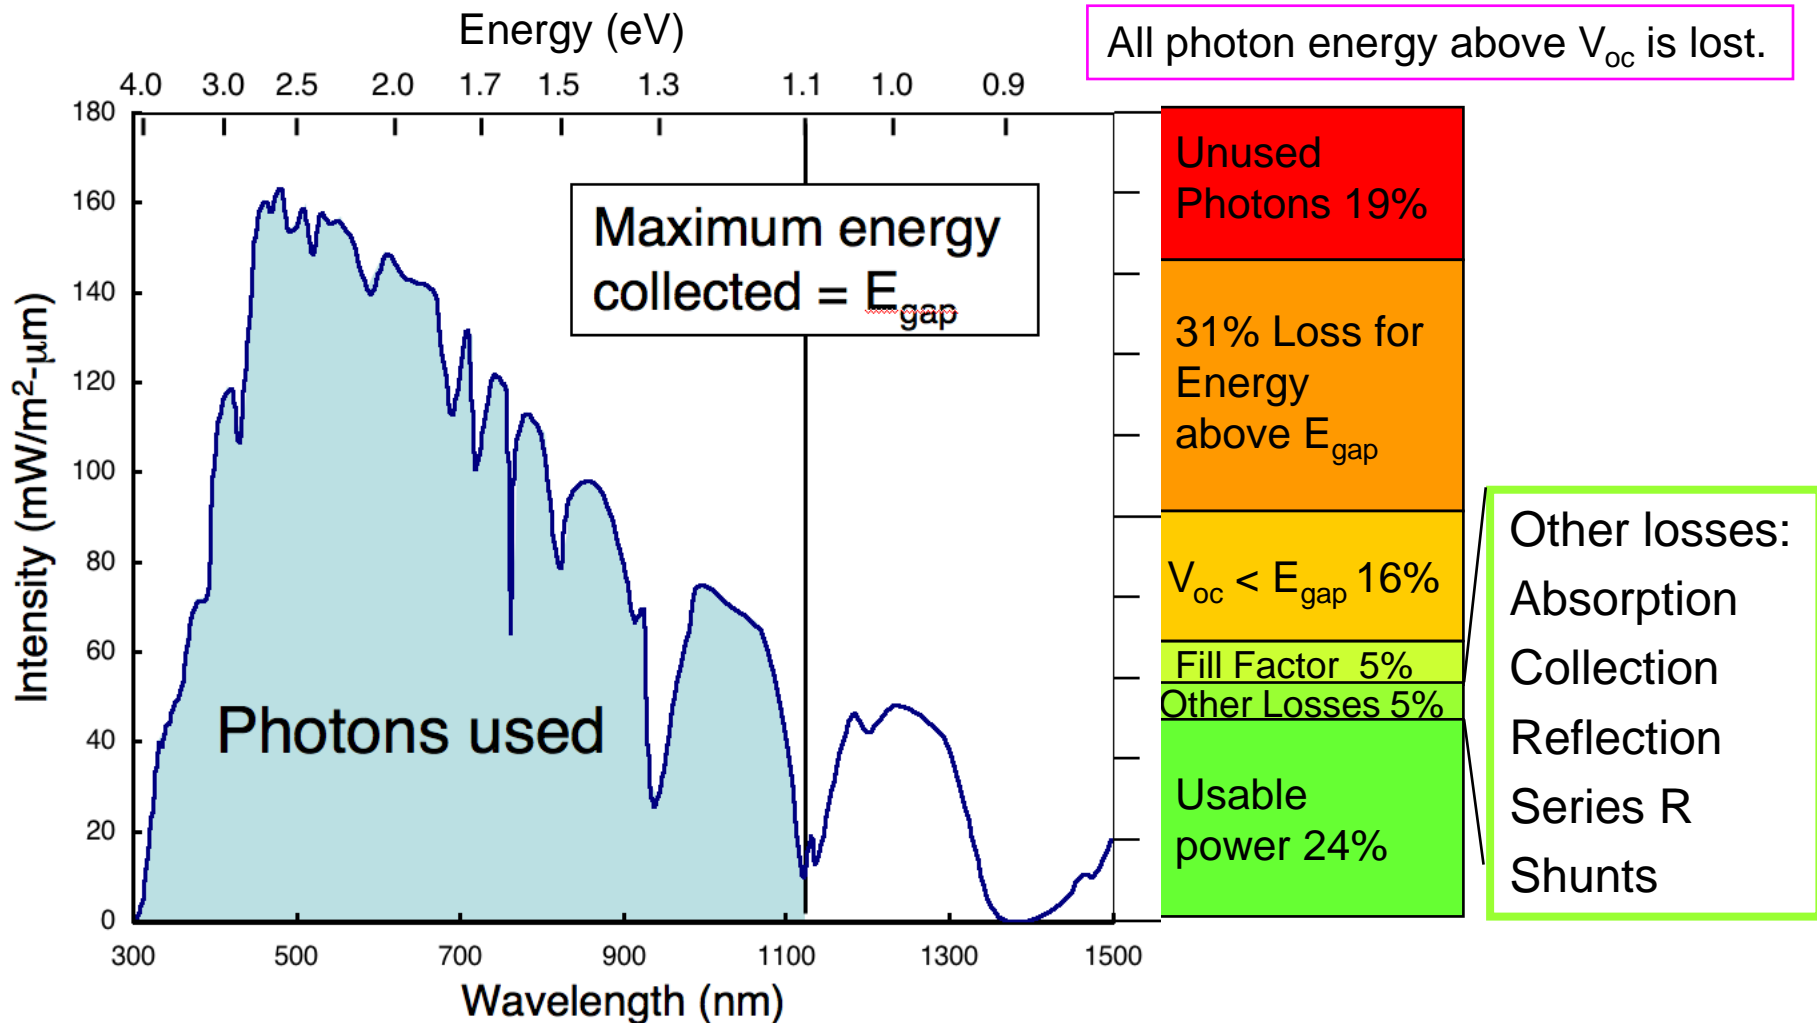 Energy (eV)
All photon energy above Voc is lost.
4.0 3.0 2.5 2.0 1.7 1.5 1.3 1.1 1.0 0.9
180
160
140
120
100
80
60
40
20
0
Intensity (mW/m2-μm)
Maximum energy
collected = Egap
Photons used
300 500 700 900 1100 1300 1500
Wavelength (nm)
Unused
Photons 19%
31% Loss for
Energy
above Egap
Voc < Egap 16%
Fill Factor 5%
Other Losses 5%
Usable
power 24%
Other losses:
Absorption
Collection
Reflection
Series R
Shunts